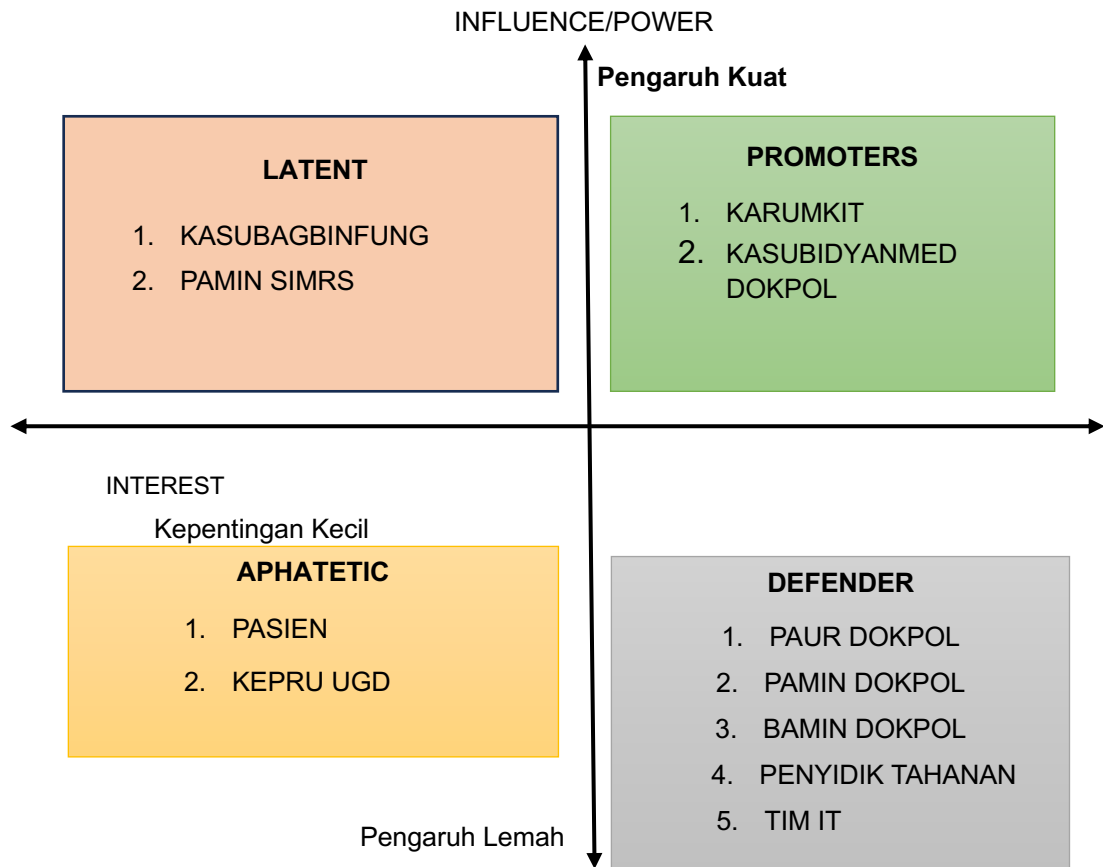 INFLUENCE/POWER
Pengaruh Kuat
LATENT
1. KASUBAGBINFUNG
2. PAMIN SIMRS
PROMOTERS
1. KARUMKIT
2. KASUBIDYANMED
DOKPOL
INTEREST
Kepentingan Kecil
APHATETIC
1. PASIEN
2. KEPRU UGD
DEFENDER
1. PAUR DOKPOL
2. PAMIN DOKPOL
3. BAMIN DOKPOL
4. PENYIDIK TAHANAN
5. TIM IT
Pengaruh Lemah